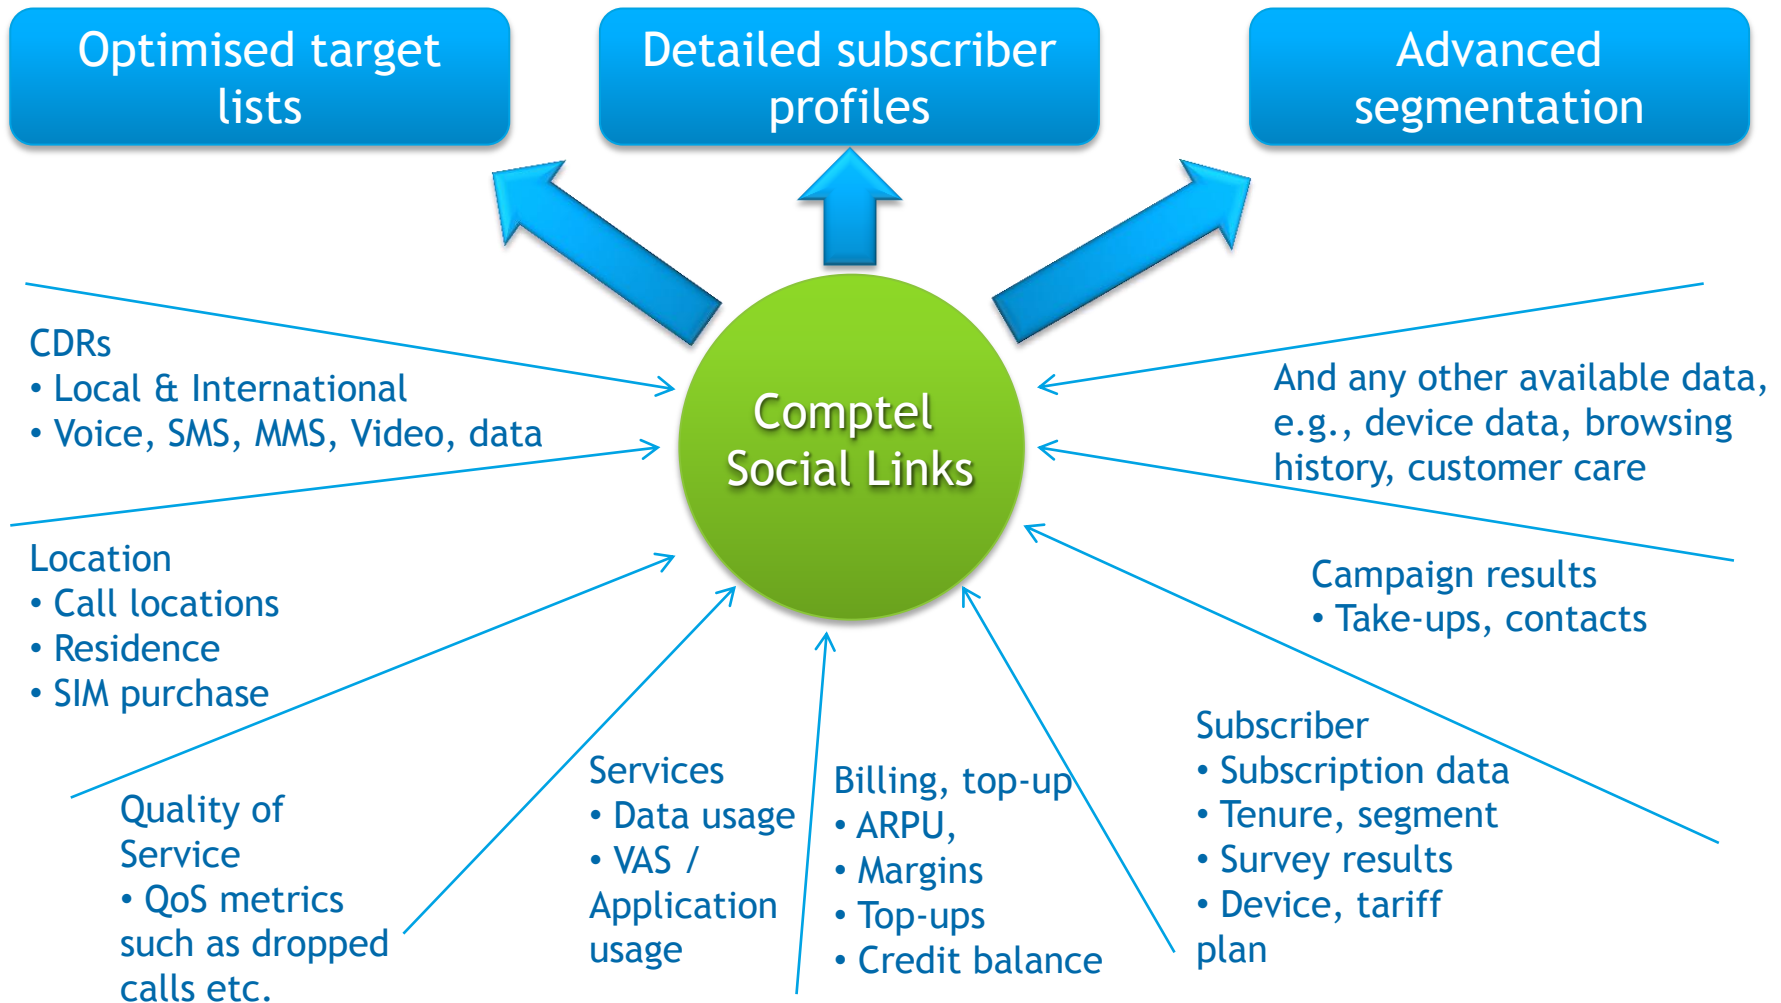 Optimised target
lists
Detailed subscriber
profiles
Advanced
segmentation
Comptel
Social Links
CDRs
• Local & International
• Voice, SMS, MMS, Video, data
Location
• Call locations
• Residence
• SIM purchase
Quality of
Service
• QoS metrics
such as dropped
calls etc.
Services
• Data usage
• VAS /
Application
usage
Billing, top-up
• ARPU,
• Margins
• Top-ups
• Credit balance
Subscriber
• Subscription data
• Tenure, segment
• Survey results
• Device, tariff
plan
Campaign results
• Take-ups, contacts
And any other available data,
e.g., device data, browsing
history, customer care